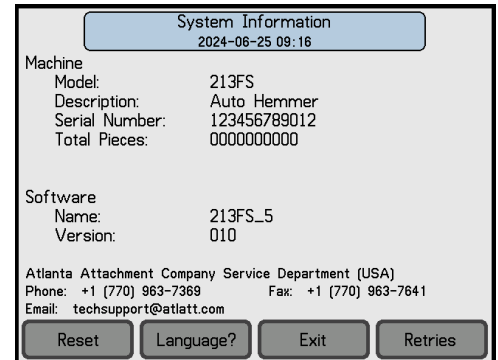 System Information
2024-06-25 09:16
Machine
Model: 213FS
Description: Auto Hemmer
Serial Number: 123456789012
Total Pieces: 0000000000
Software
Name: 213FS_5
Version: 010
Atlanta Attachment Company Service Department (USA)
Phone: +1 (770) 963-7369 Fax: +1 (770) 963-7641
Email: techsupport@atlatt.com
Reset Language? Exit Retries